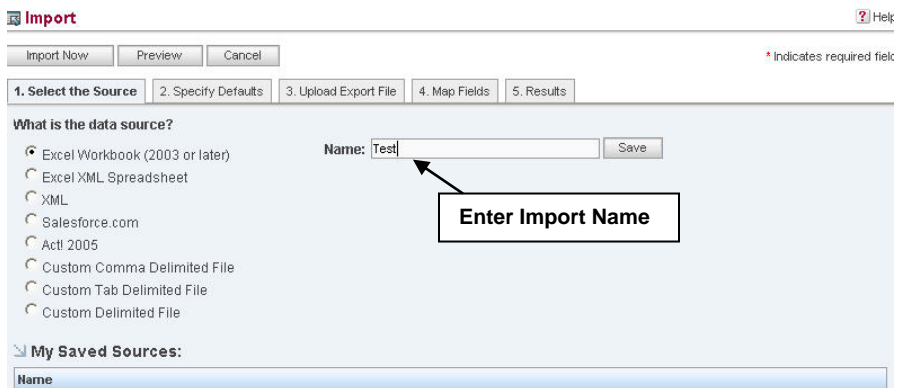 Import
? Help
Import Now Preview Cancel
* Indicates required field
1. Select the Source 2. Specify Defaults 3. Upload Export File 4. Map Fields 5. Results
What is the data source?
Excel Workbook (2003 or later)
Name: Test Save
Excel XML Spreadsheet
XML
Salesforce.com
Enter Import Name
Act! 2005
Custom Comma Delimited File
Custom Tab Delimited File
Custom Delimited File
My Saved Sources:
Name